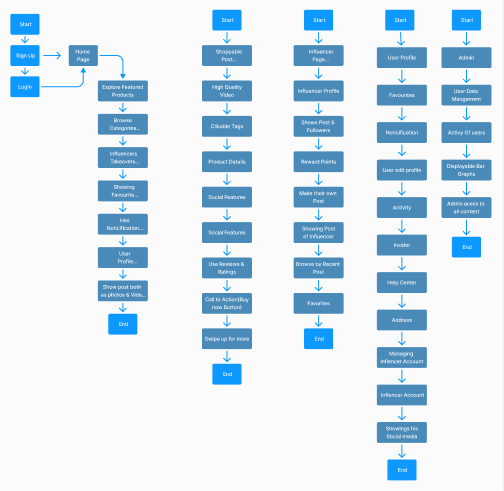 Start
Sign Up
Login
Home
Page
Explore Featured
Products
Browse
Categories...
Influencers
Takeovers...
Showing
Favourite...
Has
Noticification...
User
Profile...
Show post both
as photos & Vide...
End
Start
Shoppable
Post...
High Quality
Video
Clikable Tags
Product Details
Social Features
Social Features
Use Reviews &
Ratings
Call to Action(Buy
now Button)
Swipe up for more
End
Start
Influencer
Page...
Influencer Profile
Shows Post &
Followers
Reward Points
Make their own
Post
Showing Post
of Influencer
Browse by Recent
Post
Favorites
End
Start
User Profile
Favourites
Noticification
User edit profile
Activity
Insider
Help Center
Address
Managing
Inflencer Account
Inflencer Account
Showings his
Social media
End
Start
Admin
User Data
Mangement
Activy Of users
Displayable Bar
Graphs
Admin acess to
all content
End